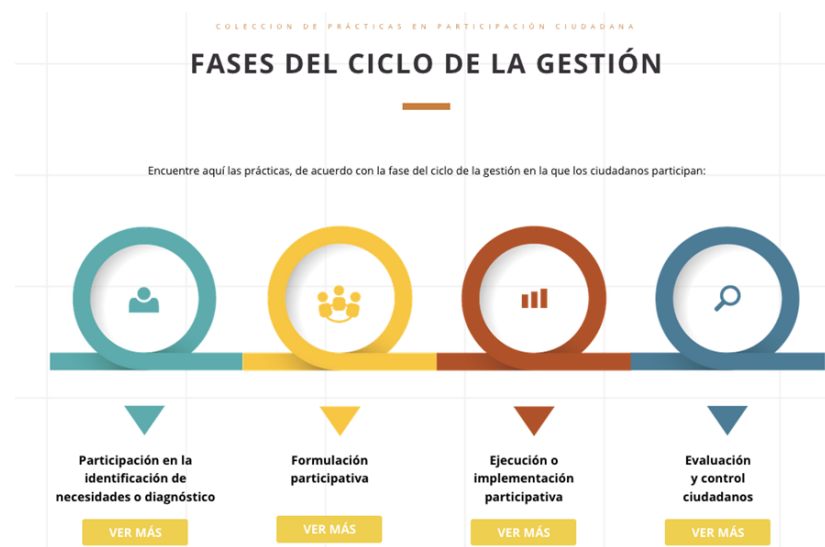 COLECCION DE PRÁCTICAS EN PARTICIPACIÓN CIUDADANA
FASES DEL CICLO DE LA GESTIÓN
Encuentre aquí las prácticas, de acuerdo con la fase del ciclo de la gestión en la que los ciudadanos participan:
Participación en la
identificación de
necesidades o diagnóstico
VER MÁS
Formulación
participativa
VER MÁS
Ejecución o
implementación
participativa
VER MÁS
Evaluación
y control
ciudadanos
VER MÁS